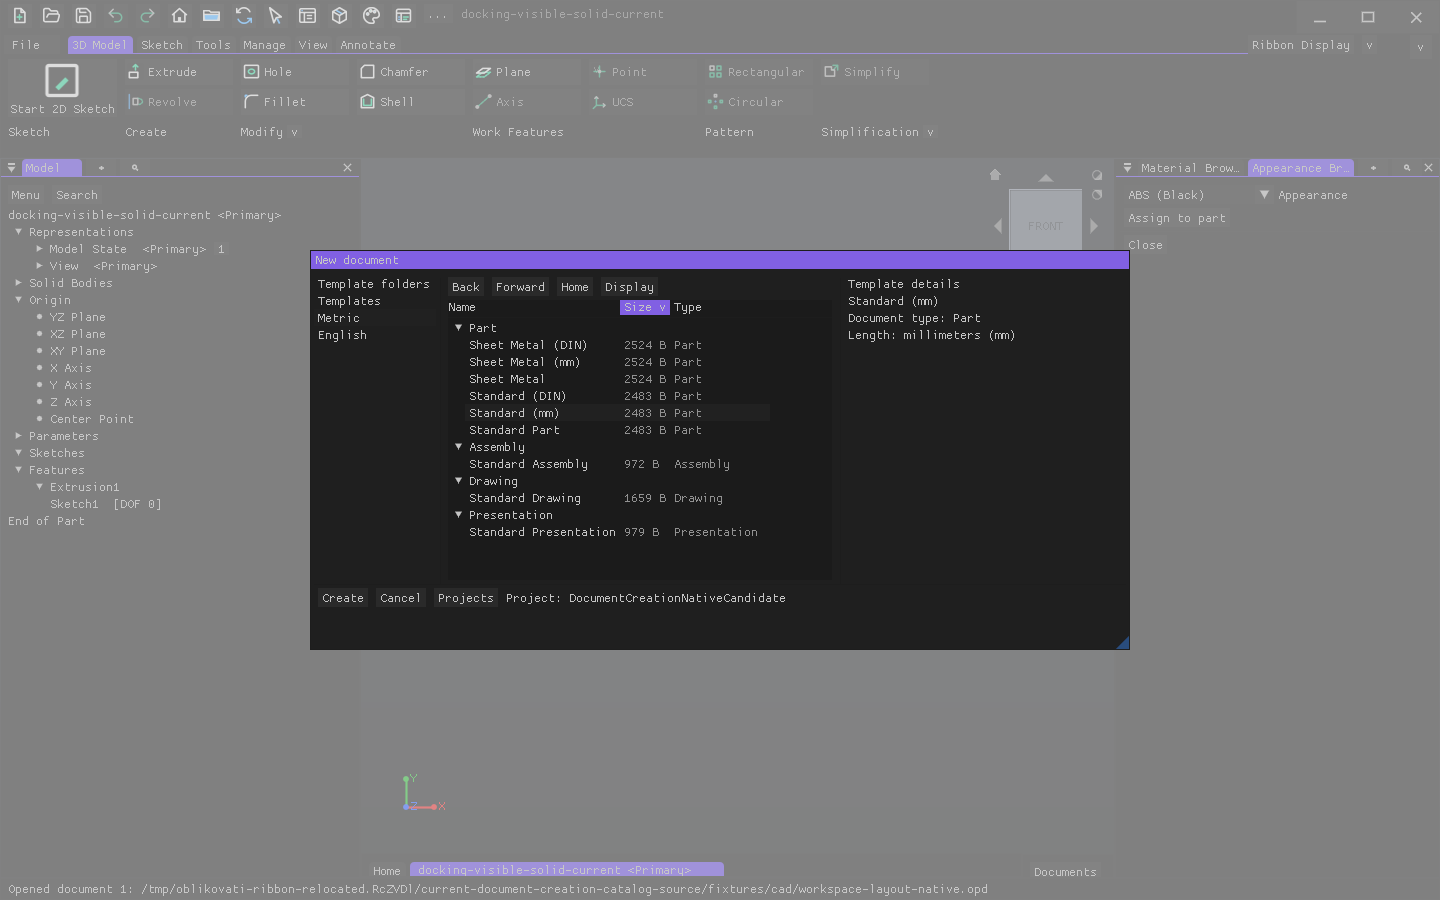 ... docking-visible-solid-current
File 3D Model Sketch Tools Manage View Annotate Ribbon Display v v
Extrude Hole Chamfer Plane Point Rectangular Simplify
Start 2D Sketch Revolve Fillet Shell Axis UCS Circular
Sketch Create Modify v Work Features Pattern Simplification v
Model
Menu Search
docking-visible-solid-current <Primary>
Representations
Model State <Primary> 1
View <Primary>
Solid Bodies
Origin
YZ Plane
XZ Plane
XY Plane
X Axis
Y Axis
Z Axis
Center Point
Parameters
Sketches
Features
Extrusion1
Sketch1 [DOF 0]
End of Part
FRONT
Material Brow… Appearance Br…
ABS (Black) Appearance
Assign to part
Close
New document
Template folders
Templates
Metric
English
Back Forward Home Display
Name Size v Type
Part
Sheet Metal (DIN) 2524 B Part
Sheet Metal (mm) 2524 B Part
Sheet Metal 2524 B Part
Standard (DIN) 2483 B Part
Standard (mm) 2483 B Part
Standard Part 2483 B Part
Assembly
Standard Assembly 972 B Assembly
Drawing
Standard Drawing 1659 B Drawing
Presentation
Standard Presentation 979 B Presentation
Template details
Standard (mm)
Document type: Part
Length: millimeters (mm)
Create Cancel Projects Project: DocumentCreationNativeCandidate
Y
Z X
Home docking-visible-solid-current <Primary> Documents
Opened document 1: /tmp/oblikovati-ribbon-relocated.RcZVDl/current-document-creation-catalog-source/fixtures/cad/workspace-layout-native.opd